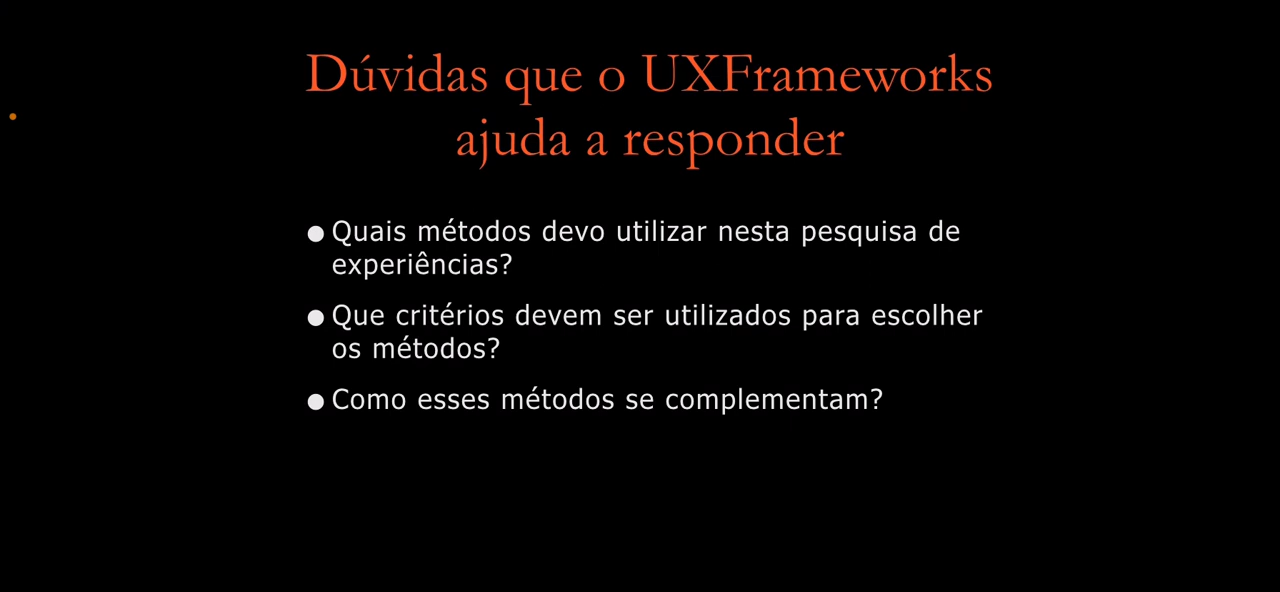 Dúvidas que o UXFrameworks
ajuda a responder
● Quais métodos devo utilizar nesta pesquisa de
experiências?
● Que critérios devem ser utilizados para escolher
os métodos?
● Como esses métodos se complementam?